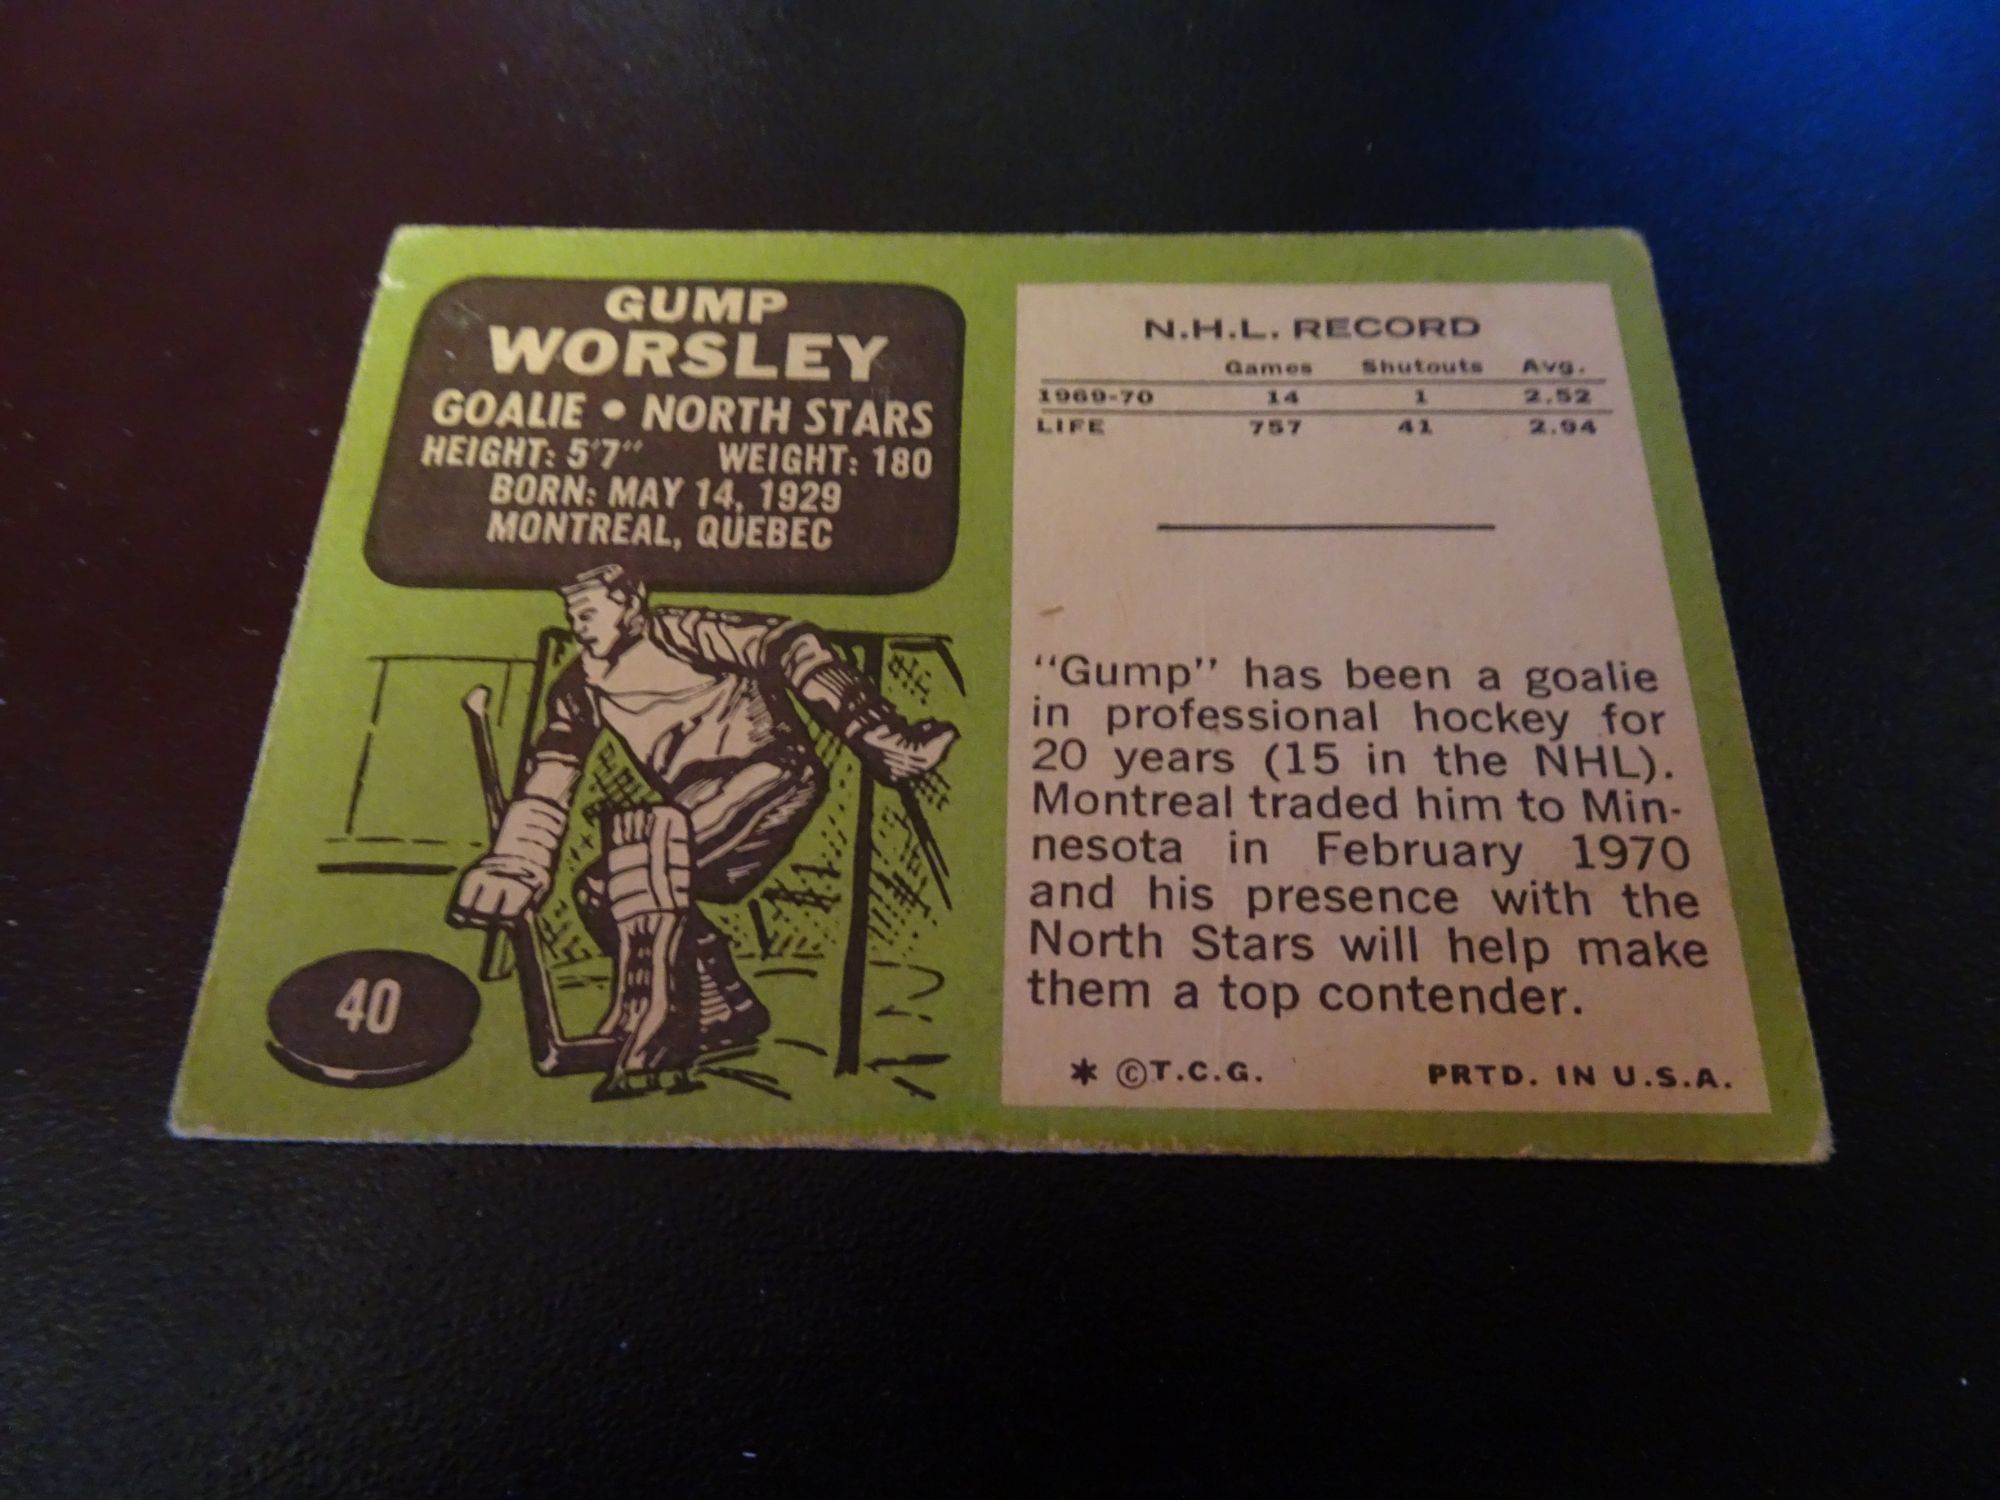 GUMP
WORSLEY
GOALIE • NORTH STARS
HEIGHT: 5'7" WEIGHT: 180
BORN: MAY 14, 1929
MONTREAL, QUEBEC
40
N.H.L. RECORD
Games Shutouts Avg.
1969-70 14 1 2.52
LIFE 757 41 2.94
"Gump" has been a goalie
in professional hockey for
20 years (15 in the NHL).
Montreal traded him to Min-
nesota in February 1970
and his presence with the
North Stars will help make
them a top contender.
* ©T.C.G. PRTD. IN U.S.A.